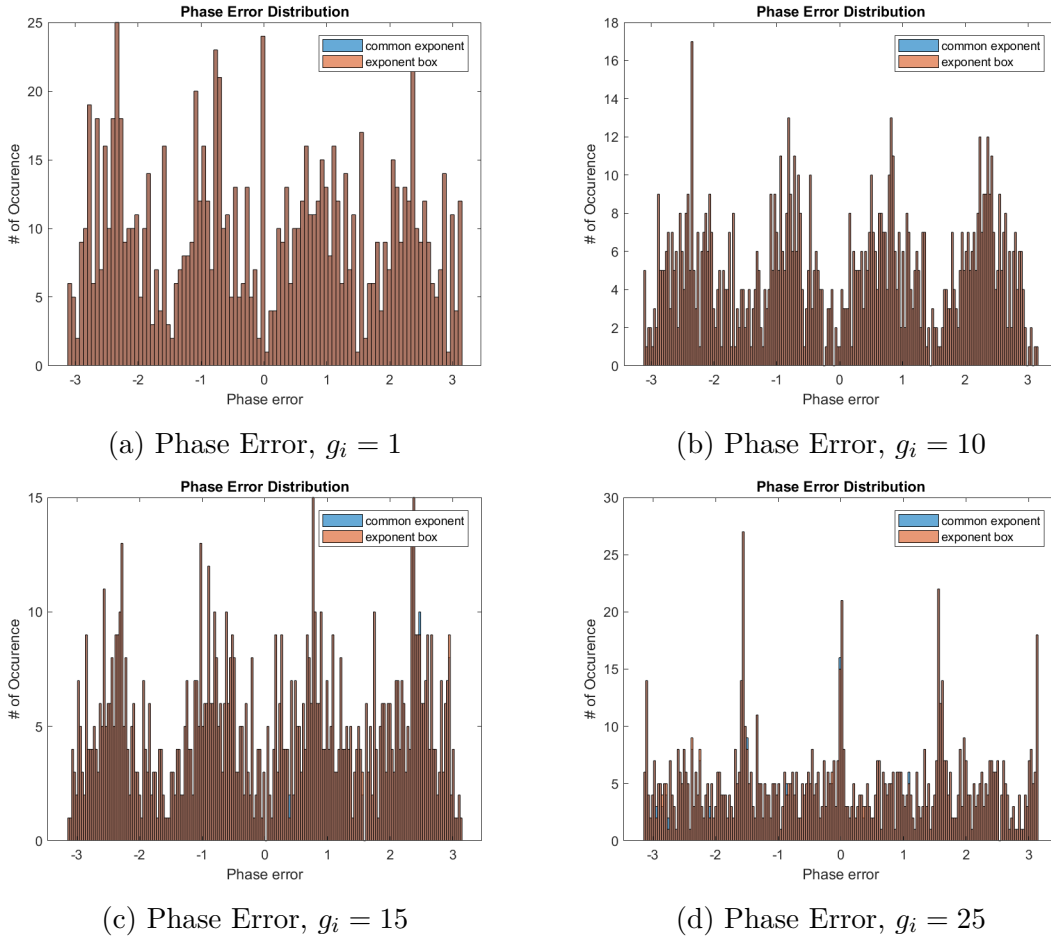 Phase Error Distribution
25
20
15
10
5
0
# of Occurence
common exponent
exponent box
-3 -2 -1 0 1 2 3
Phase error
(a) Phase Error, g_i = 1
Phase Error Distribution
18
16
14
12
10
8
6
4
2
0
# of Occurence
common exponent
exponent box
-3 -2 -1 0 1 2 3
Phase error
(b) Phase Error, g_i = 10
Phase Error Distribution
15
10
5
0
# of Occurence
common exponent
exponent box
-3 -2 -1 0 1 2 3
Phase error
(c) Phase Error, g_i = 15
Phase Error Distribution
30
25
20
15
10
5
0
# of Occurence
common exponent
exponent box
-3 -2 -1 0 1 2 3
Phase error
(d) Phase Error, g_i = 25